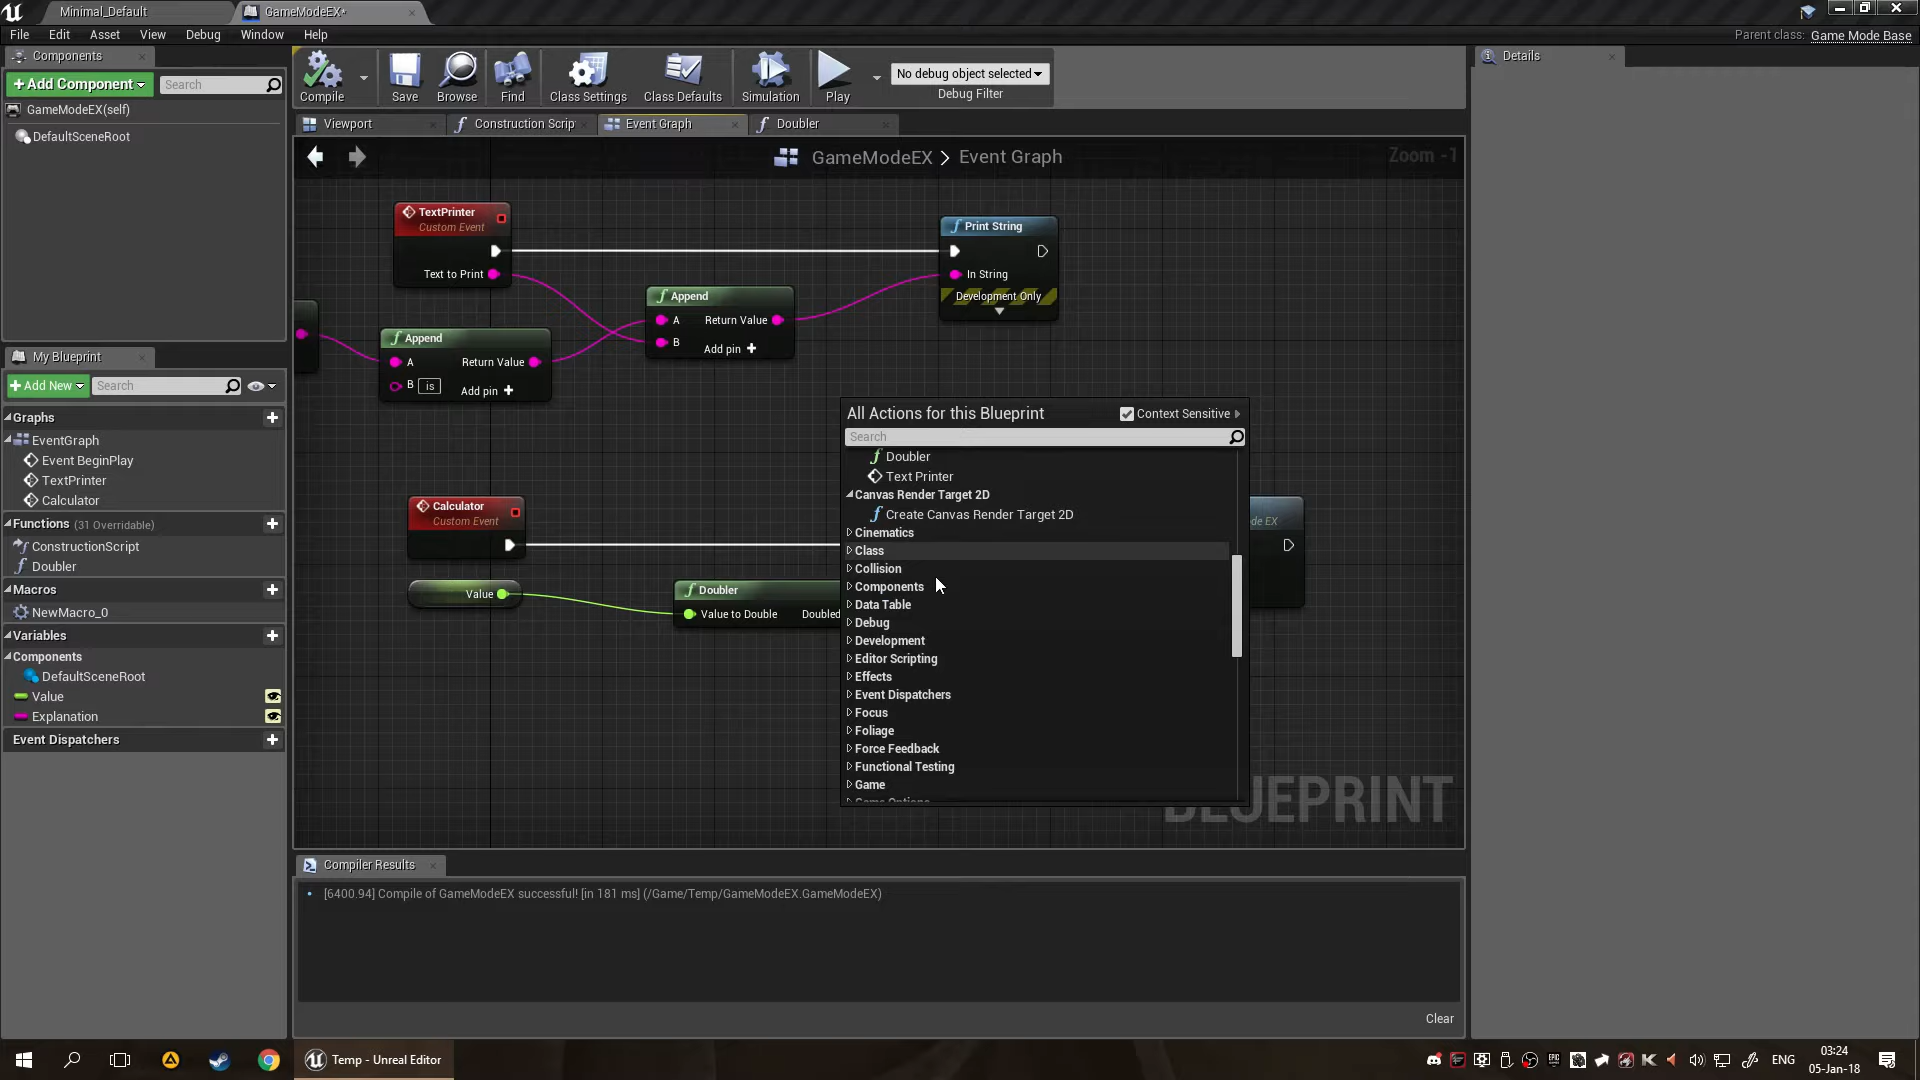 Minimal_Default
GameModeEX*
File Edit Asset View Debug Window Help
Parent class: Game Mode Base
Components
+Add Component
Search
GameModeEX(self)
DefaultSceneRoot
Compile
Save
Browse
Find
Class Settings
Class Defaults
Simulation
Play
No debug object selected
Debug Filter
Details
Viewport
Construction Scrip
Event Graph
Doubler
GameModeEX > Event Graph
Zoom -1
My Blueprint
+Add New
Search
Graphs
EventGraph
Event BeginPlay
TextPrinter
Calculator
Functions (31 Overridable)
ConstructionScript
Doubler
Macros
NewMacro_0
Variables
Components
DefaultSceneRoot
Value
Explanation
Event Dispatchers
TextPrinter
Custom Event
Text to Print
Print String
In String
Development Only
Append
A
Return Value
B
Add pin +
Append
A
Return Value
B is
Add pin +
Calculator
Custom Event
Value
Doubler
Value to Double
Doubled
de EX
All Actions for this Blueprint
Context Sensitive
Search
Doubler
Text Printer
Canvas Render Target 2D
Create Canvas Render Target 2D
Cinematics
Class
Collision
Components
Data Table
Debug
Development
Editor Scripting
Effects
Event Dispatchers
Focus
Foliage
Force Feedback
Functional Testing
Game
Game Options
BLUEPRINT
Compiler Results
[6400.94] Compile of GameModeEX successful! [in 181 ms] (/Game/Temp/GameModeEX.GameModeEX)
Clear
Temp - Unreal Editor
ENG
03:24
05-Jan-18